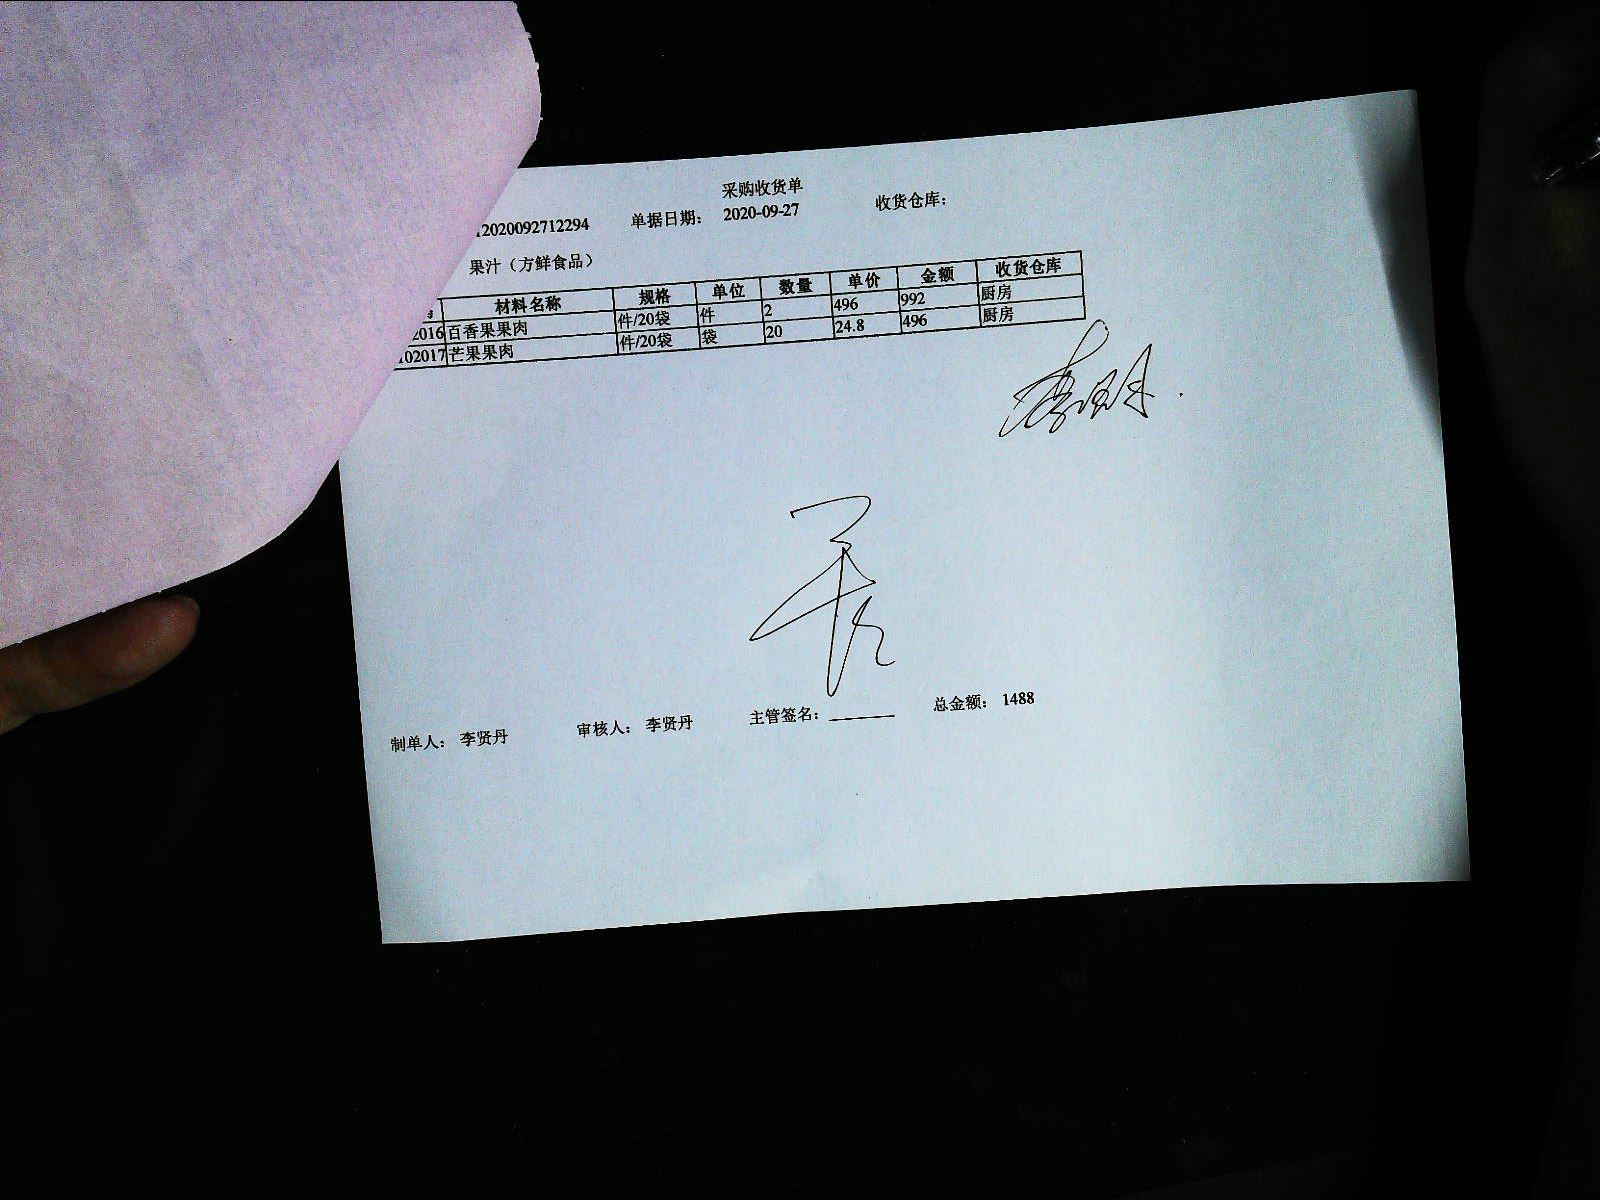 采购收货单
12020092712294 单据日期: 2020-09-27 收货仓库:
果汁（方鲜食品）
材料名称 规格 单位 数量 单价 金额 收货仓库
2016 百香果果肉 件/20袋 件 2 496 992 厨房
102017 芒果果肉 件/20袋 袋 20 24.8 496 厨房
制单人: 李贤丹 审核人: 李贤丹 主管签名: 总金额: 1488